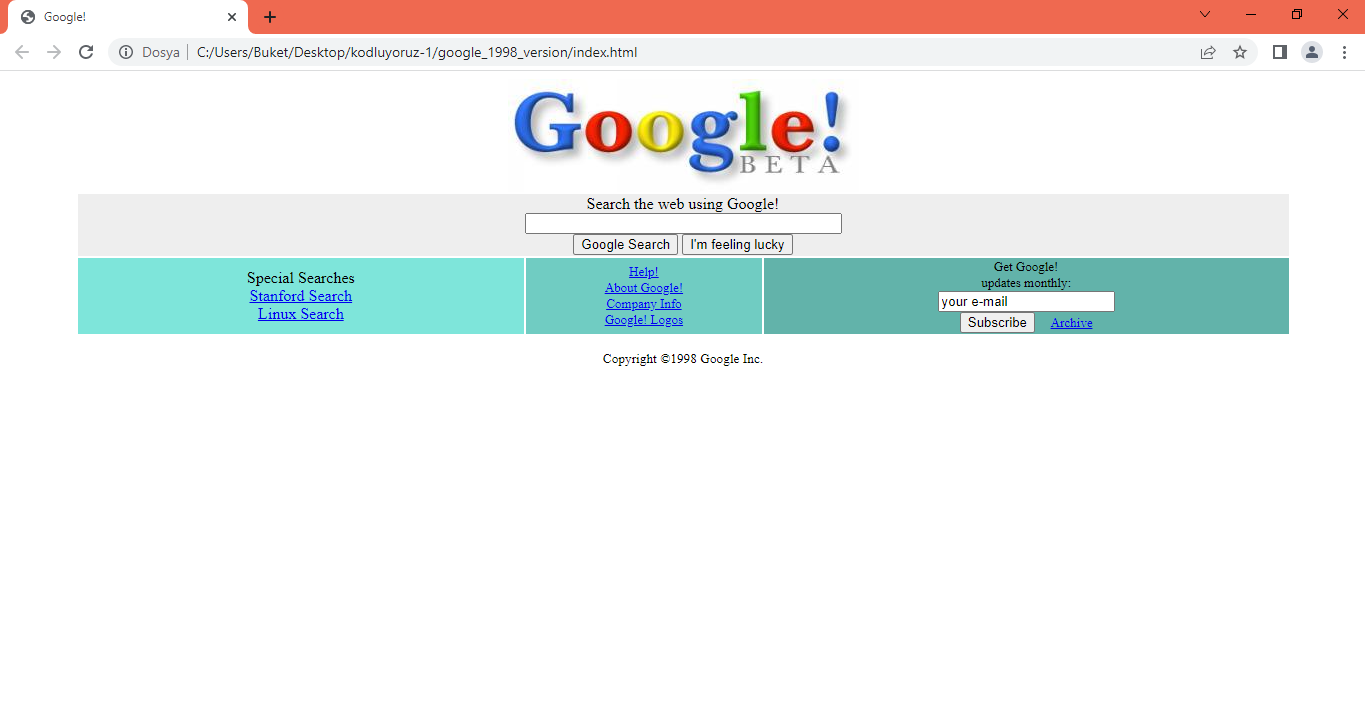 Google!
Dosya C:/Users/Buket/Desktop/kodluyoruz-1/google_1998_version/index.html
Google!
BETA
Search the web using Google!
Google Search I'm feeling lucky
Special Searches
Stanford Search
Linux Search
Help!
About Google!
Company Info
Google! Logos
Get Google!
updates monthly:
your e-mail
Subscribe Archive
Copyright ©1998 Google Inc.